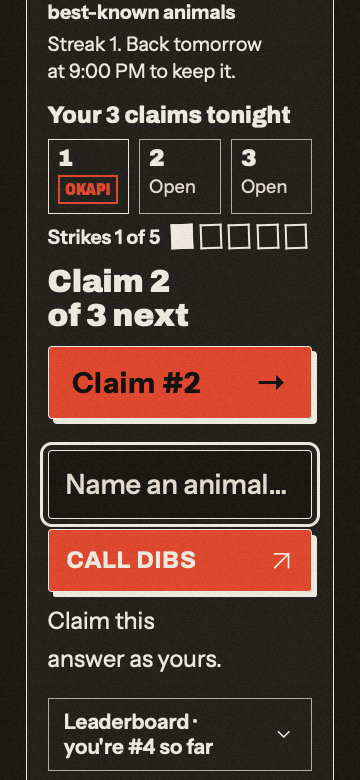 best-known animals
Streak 1. Back tomorrow
at 9:00 PM to keep it.
Your 3 claims tonight
1
OKAPI
2
Open
3
Open
Strikes 1 of 5
Claim 2
of 3 next
Claim #2 →
Name an animal...
CALL DIBS ↗
Claim this
answer as yours.
Leaderboard ·
you're #4 so far